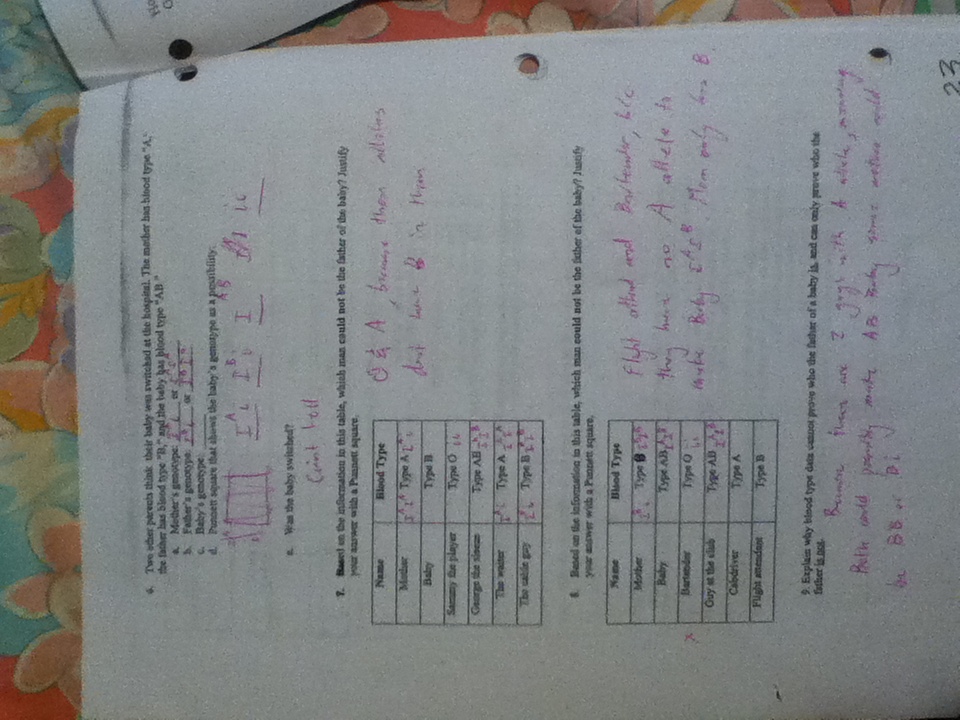 6. Two other parents think their baby was switched at the hospital. The mother has blood type "A,"
the father has blood type "B," and the baby has blood type "AB."
a. Mother's genotype: I^A i or I^A I^A
b. Father's genotype: I^B i or I^B I^B
c. Baby's genotype:
d. Punnett square that shows the baby's genotype as a possibility:
I^A i I^B i I^AB ii
e. Was the baby switched?
Can't tell
7. Based on the information in this table, which man could not be the father of the baby? Justify
your answer with a Punnett square.
Name Blood Type
Mother I^A I^A Type A I^A i
Baby Type B
Sammy the player Type O ii
George the sleaze Type AB I^A I^B
The waiter I^A i Type A I^A I^A
The cable guy I^B i Type B I^B I^B
O & A, because them
dont have B in them
8. Based on the information in this table, which man could not be the father of the baby? Justify
your answer with a Punnett square.
Name Blood Type
Mother I^B i Type B I^B I^B
Baby Type AB I^A I^B
x Bartender Type O ii
Guy at the club Type AB I^A I^B
Cabdriver Type A
Flight attendant Type B
Flight attend and Bartender, b/c
they have no A allele to
make Baby I^A I^B. Mom only has B.
9. Explain why blood type data cannot prove who the father of a baby is, and can only prove who the
father is not.
Because there are 2 guys with A allele, meaning
Both could possibly make AB Baby since mother could
be BB or Bi
23